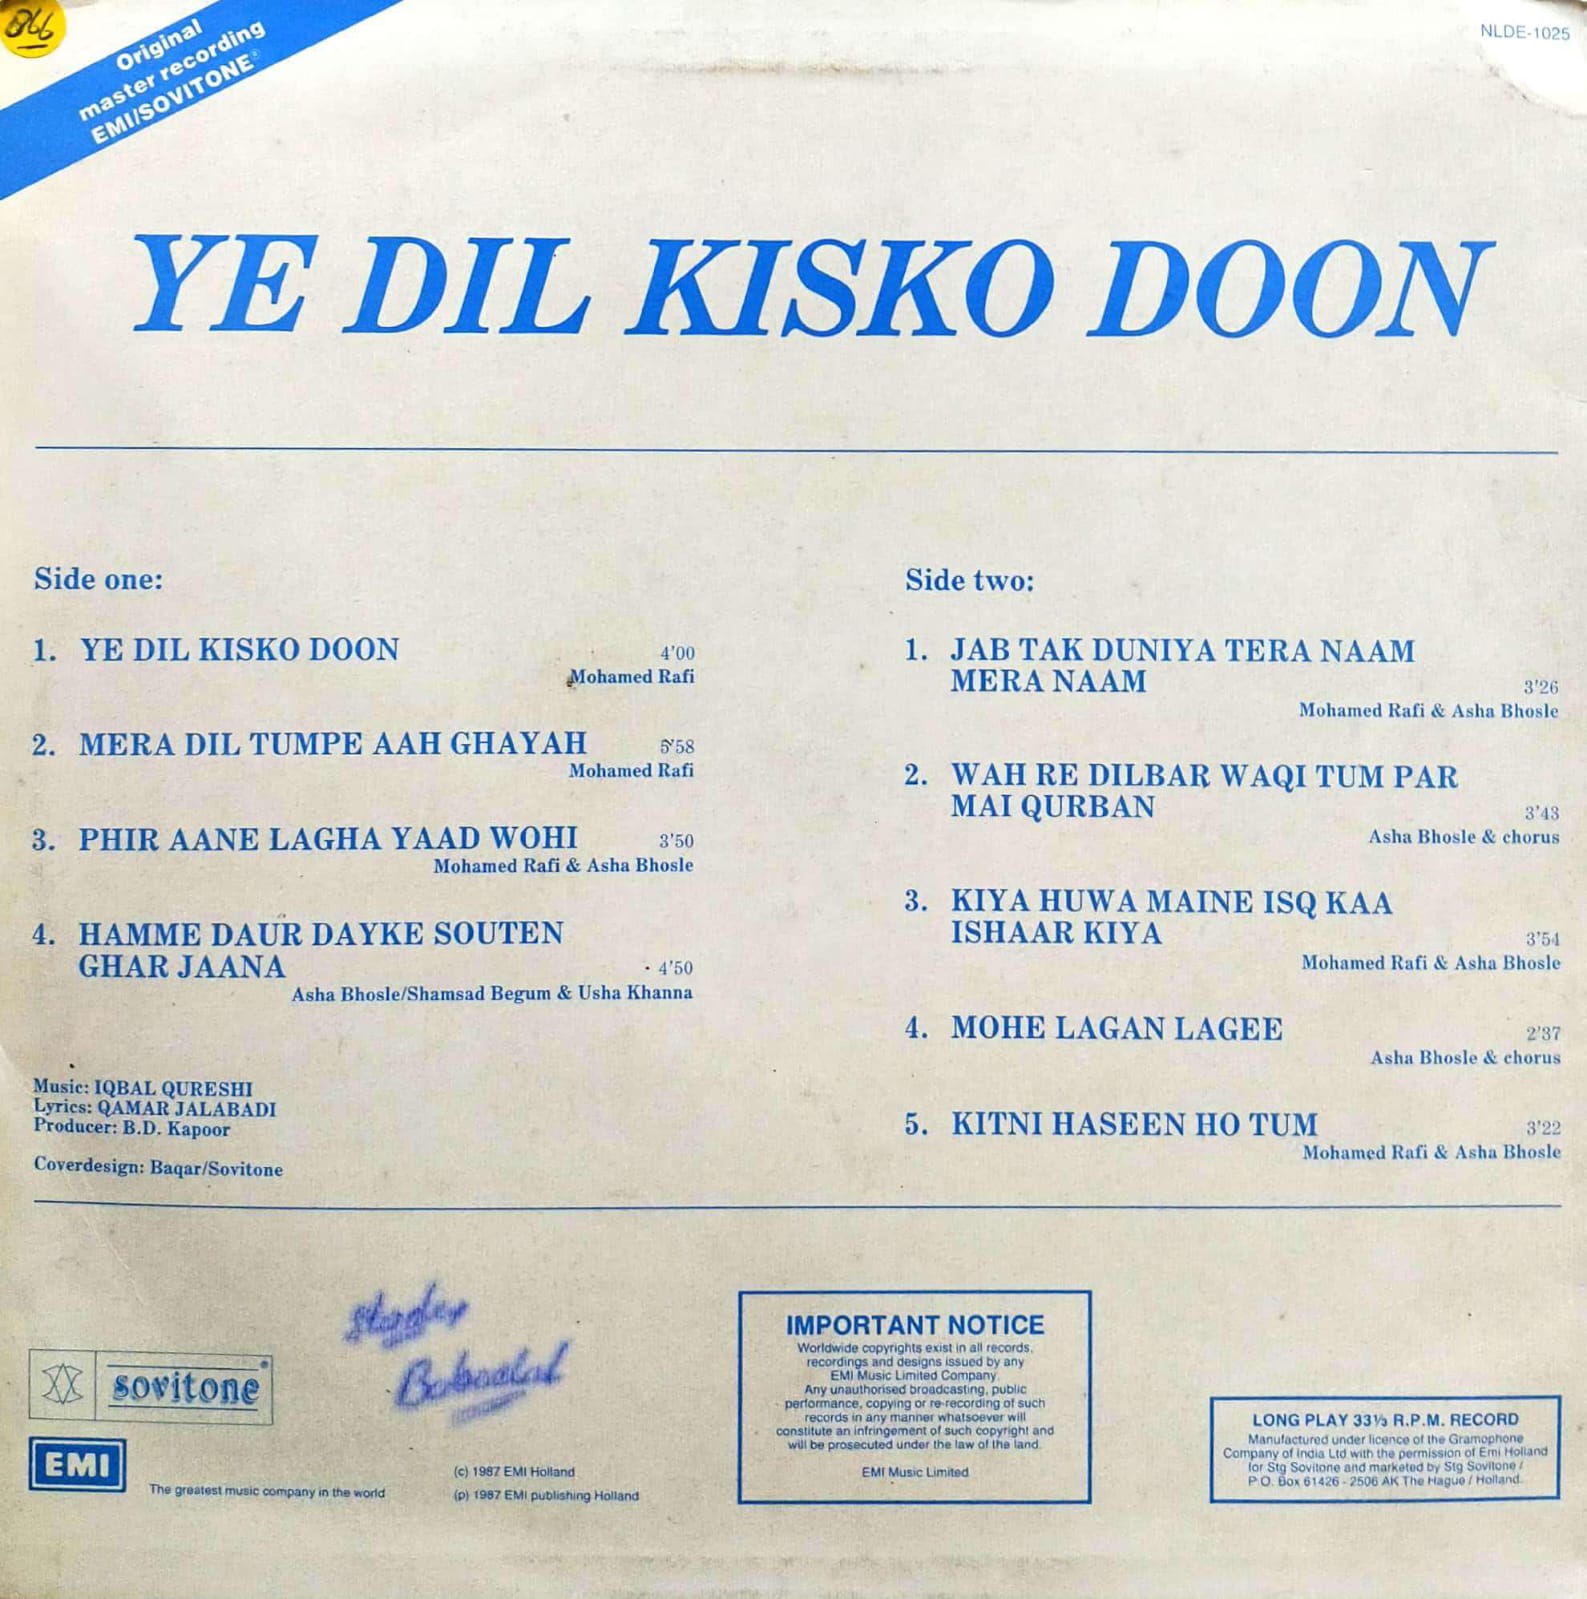 866
Original
master recording
EMI/SOVITONE®
NLDE-1025
YE DIL KISKO DOON
Side one:
1. YE DIL KISKO DOON 4'00
Mohamed Rafi
2. MERA DIL TUMPE AAH GHAYAH 5'58
Mohamed Rafi
3. PHIR AANE LAGHA YAAD WOHI 3'50
Mohamed Rafi & Asha Bhosle
4. HAMME DAUR DAYKE SOUTEN
GHAR JAANA 4'50
Asha Bhosle/Shamsad Begum & Usha Khanna
Music: IQBAL QURESHI
Lyrics: QAMAR JALABADI
Producer: B.D. Kapoor
Coverdesign: Baqar/Sovitone
Side two:
1. JAB TAK DUNIYA TERA NAAM
MERA NAAM 3'26
Mohamed Rafi & Asha Bhosle
2. WAH RE DILBAR WAQI TUM PAR
MAI QURBAN 3'43
Asha Bhosle & chorus
3. KIYA HUWA MAINE ISQ KAA
ISHAAR KIYA 3'54
Mohamed Rafi & Asha Bhosle
4. MOHE LAGAN LAGEE 2'37
Asha Bhosle & chorus
5. KITNI HASEEN HO TUM 3'22
Mohamed Rafi & Asha Bhosle
sovitone®
EMI
The greatest music company in the world
(c) 1987 EMI Holland
(p) 1987 EMI publishing Holland
IMPORTANT NOTICE
Worldwide copyrights exist in all records,
recordings and designs issued by any
EMI Music Limited Company.
Any unauthorised broadcasting, public
performance, copying or re-recording of such
records in any manner whatsoever will
constitute an infringement of such copyright and
will be prosecuted under the law of the land.
EMI Music Limited
LONG PLAY 33⅓ R.P.M. RECORD
Manufactured under licence of the Gramophone
Company of India Ltd with the permission of Emi Holland
for Stg Sovitone and marketed by Stg Sovitone /
P.O. Box 61426 - 2506 AK The Hague / Holland.